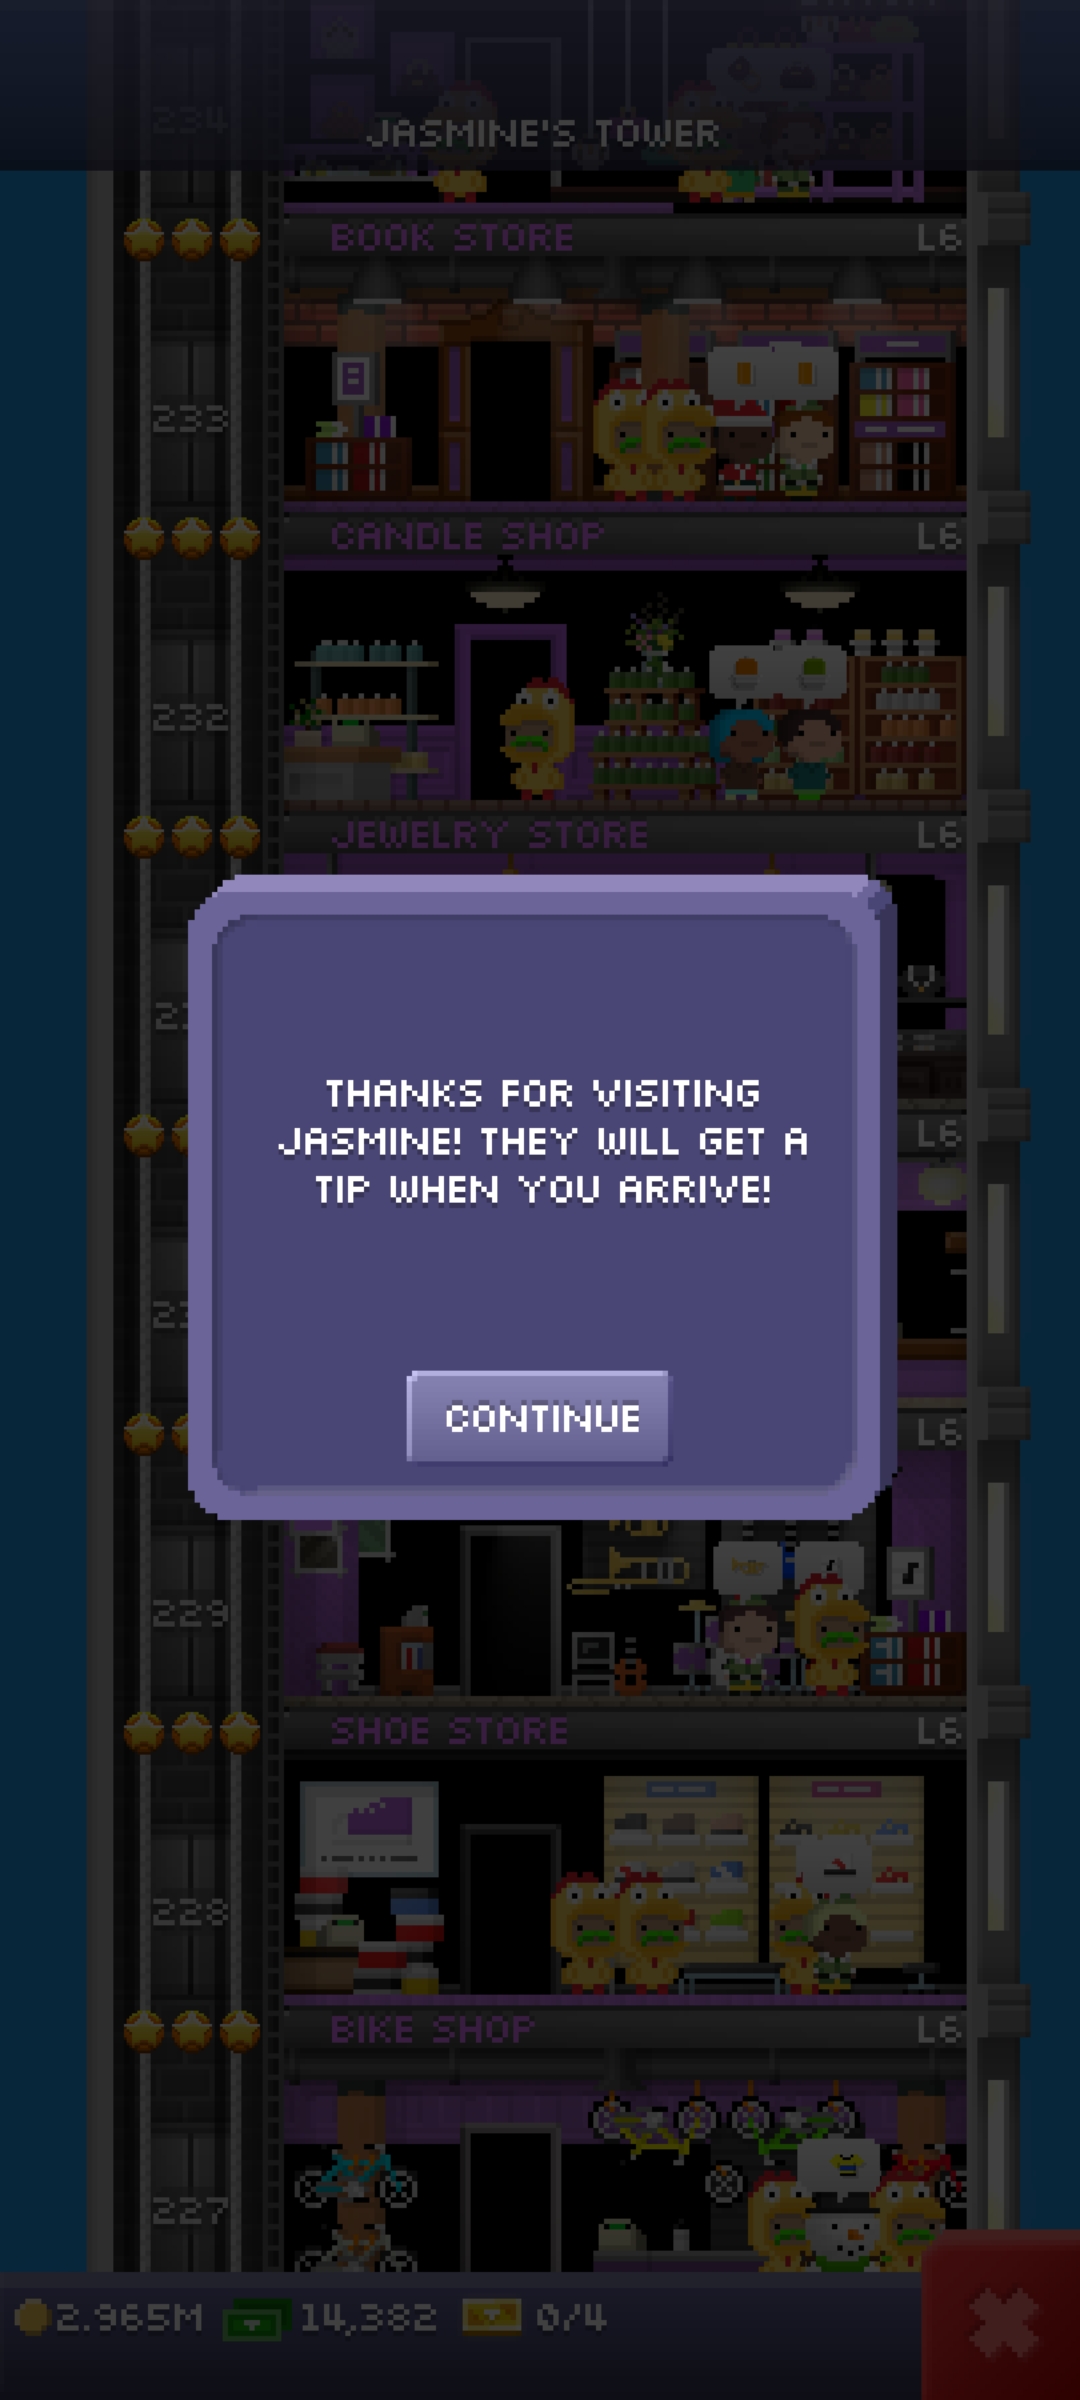 234
JASMINE'S TOWER
BOOK STORE L6
233
CANDLE SHOP L6
232
JEWELRY STORE L6
THANKS FOR VISITING
JASMINE! THEY WILL GET A
TIP WHEN YOU ARRIVE!
L6
CONTINUE
L6
229
SHOE STORE L6
228
BIKE SHOP L6
227
2.965M 14,382 0/4